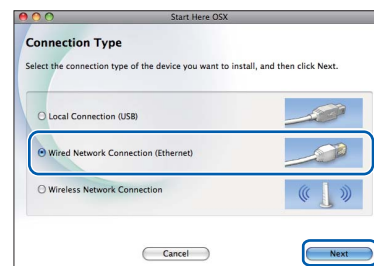 Start Here OSX
Connection Type
Select the connection type of the device you want to install, and then click Next.
Local Connection (USB)
Wired Network Connection (Ethernet)
Wireless Network Connection
Cancel
Next